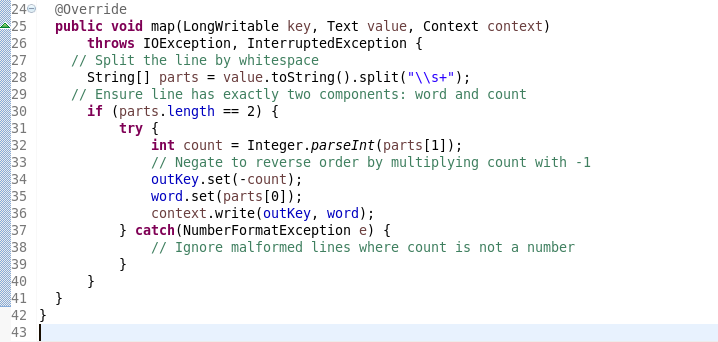 24 @Override
25 public void map(LongWritable key, Text value, Context context)
26 throws IOException, InterruptedException {
27 // Split the line by whitespace
28 String[] parts = value.toString().split("\\s+");
29 // Ensure line has exactly two components: word and count
30 if (parts.length == 2) {
31 try {
32 int count = Integer.parseInt(parts[1]);
33 // Negate to reverse order by multiplying count with -1
34 outKey.set(-count);
35 word.set(parts[0]);
36 context.write(outKey, word);
37 } catch(NumberFormatException e) {
38 // Ignore malformed lines where count is not a number
39 }
40 }
41 }
42 }
43